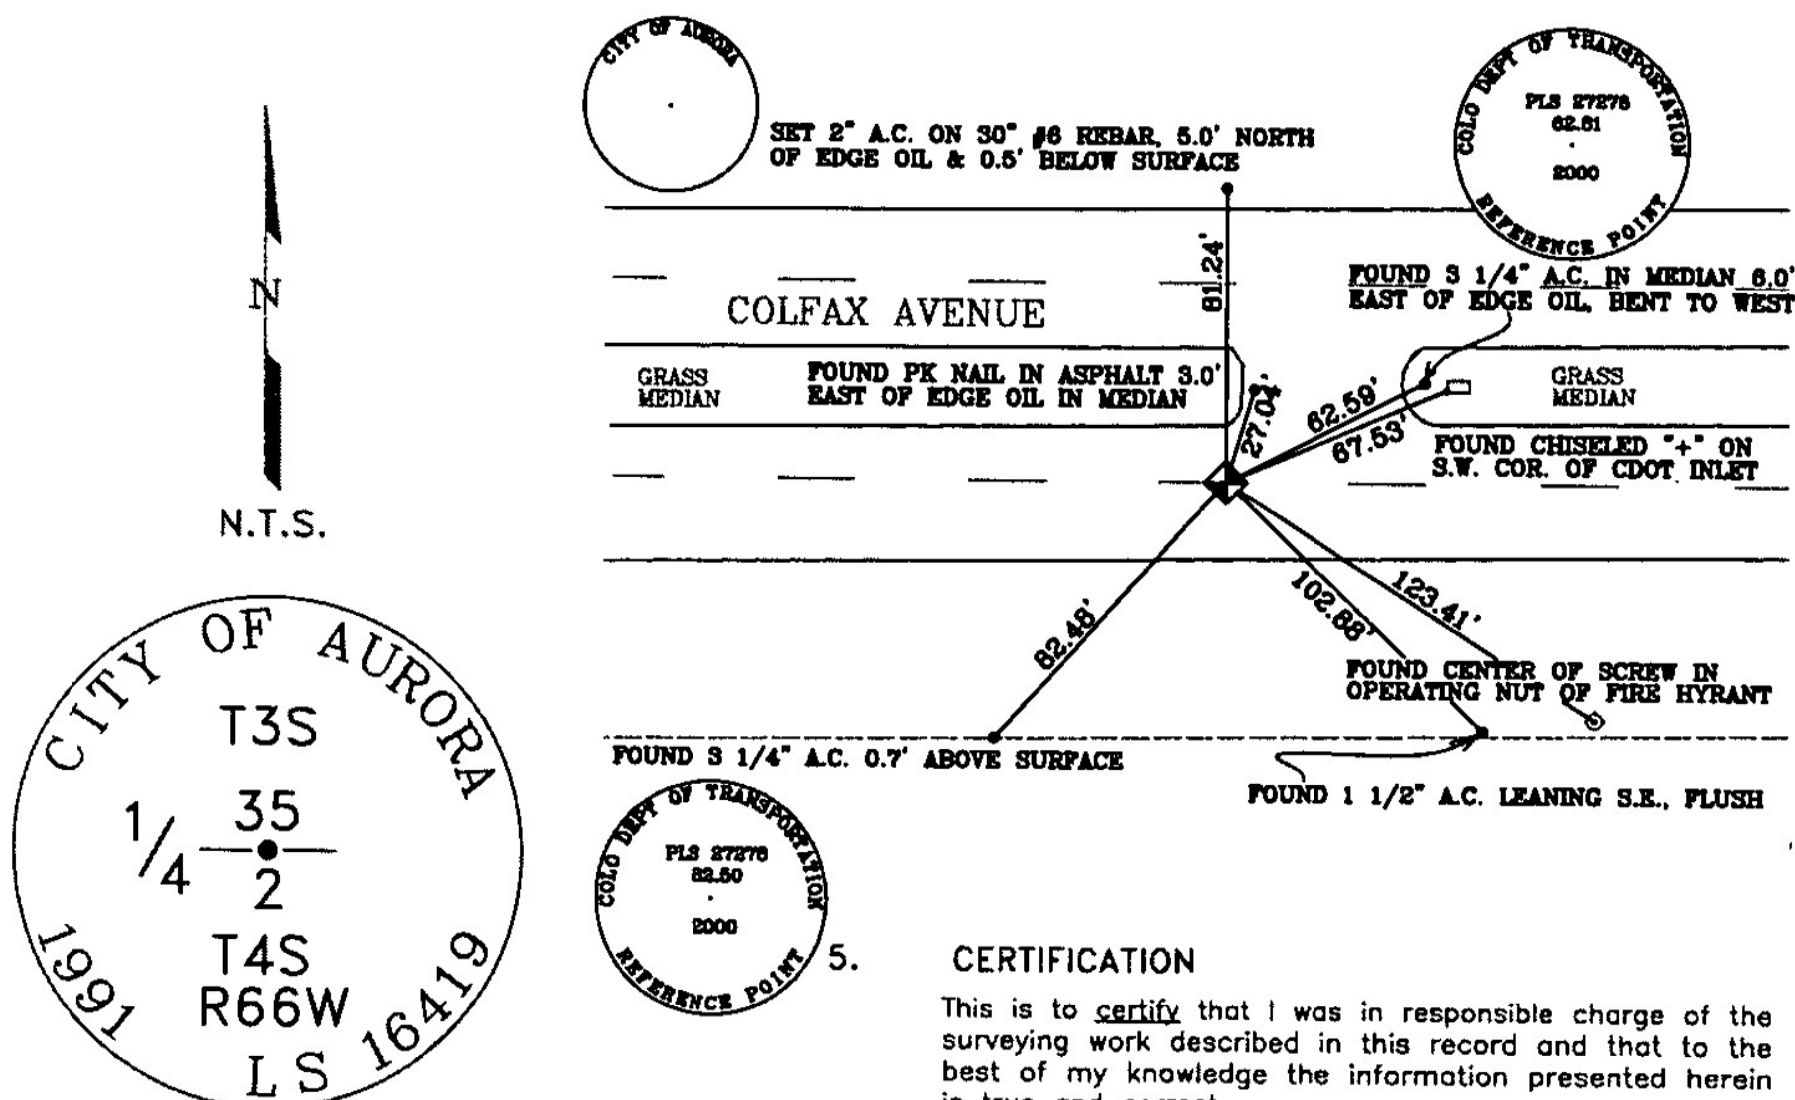 CITY OF AURORA
SET 2" A.C. ON 30" #6 REBAR, 5.0' NORTH
OF EDGE OIL & 0.5' BELOW SURFACE
COLO DEPT OF TRANSPORTATION
PLS 27278
62.61
2000
REFERENCE POINT
FOUND 3 1/4" A.C. IN MEDIAN 6.0'
EAST OF EDGE OIL, BENT TO WEST
81.24'
COLFAX AVENUE
N
N.T.S.
GRASS
MEDIAN
FOUND PK NAIL IN ASPHALT 3.0'
EAST OF EDGE OIL IN MEDIAN
27.04'
62.59'
67.53'
GRASS
MEDIAN
FOUND CHISELED "+" ON
S.W. COR. OF CDOT INLET
82.48'
102.88'
123.41'
FOUND CENTER OF SCREW IN
OPERATING NUT OF FIRE HYRANT
FOUND 3 1/4" A.C. 0.7' ABOVE SURFACE
FOUND 1 1/2" A.C. LEANING S.E., FLUSH
COLO DEPT OF TRANSPORTATION
PLS 27278
82.50
2000
REFERENCE POINT
CITY OF AURORA
T3S
35
1/4
2
T4S
R66W
1991
LS 16419
5. CERTIFICATION
This is to certify that I was in responsible charge of the
surveying work described in this record and that to the
best of my knowledge the information presented herein
is true and correct